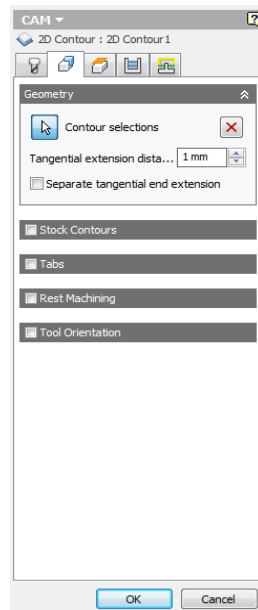 CAM
2D Contour : 2D Contour1
Geometry
Contour selections
Tangential extension dista... 1 mm
Separate tangential end extension
Stock Contours
Tabs
Rest Machining
Tool Orientation
OK Cancel